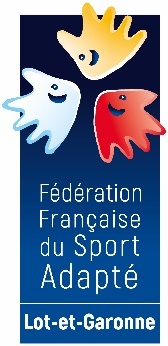 Fédération
Française
du Sport
Adapté
Lot-et-Garonne